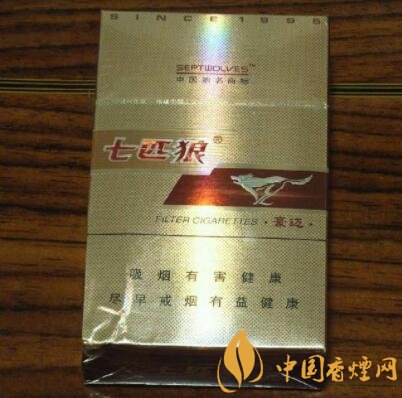 SINCE1995
SEPTWOLVES™
中国驰名商标
七匹狼®
FILTER CIGARETTES · 豪迈 ·
吸烟有害健康
尽早戒烟有益健康
中国香烟网